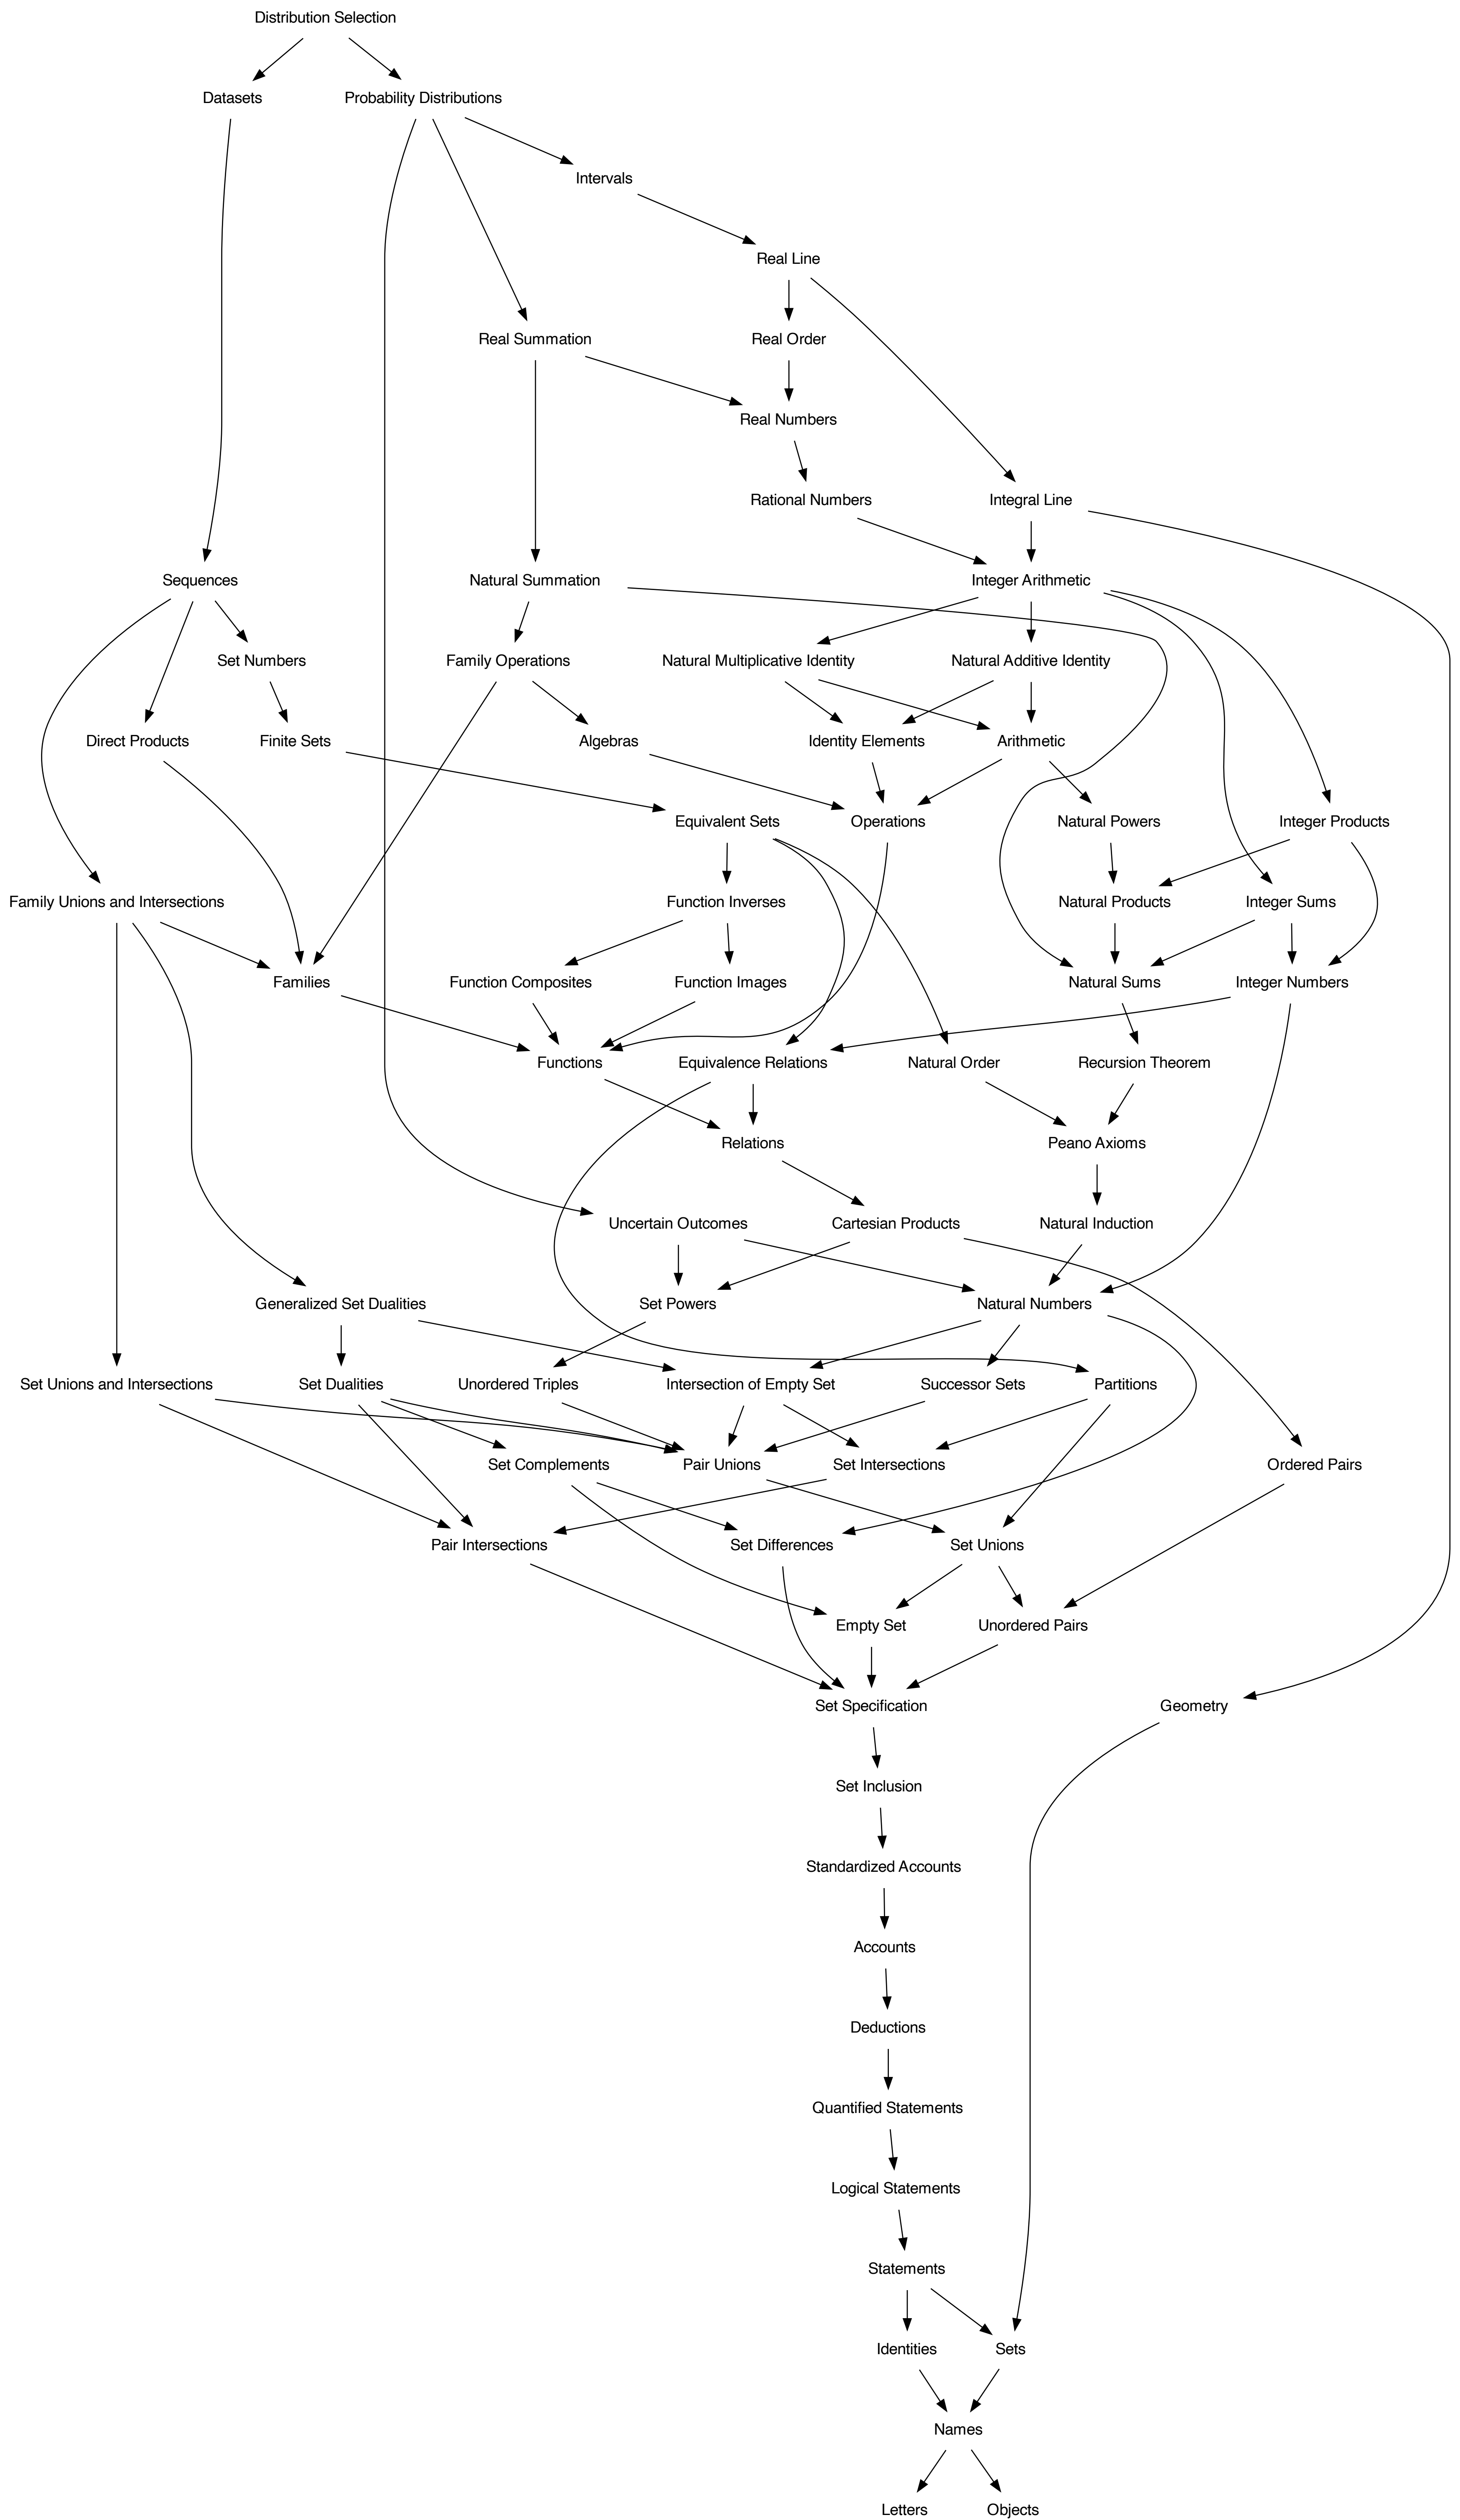 Distribution Selection
Datasets
Probability Distributions
Intervals
Real Line
Real Summation
Real Order
Real Numbers
Rational Numbers
Integral Line
Sequences
Natural Summation
Integer Arithmetic
Set Numbers
Family Operations
Natural Multiplicative Identity
Natural Additive Identity
Direct Products
Finite Sets
Algebras
Identity Elements
Arithmetic
Equivalent Sets
Operations
Natural Powers
Integer Products
Family Unions and Intersections
Function Inverses
Natural Products
Integer Sums
Families
Function Composites
Function Images
Natural Sums
Integer Numbers
Functions
Equivalence Relations
Natural Order
Recursion Theorem
Relations
Peano Axioms
Uncertain Outcomes
Cartesian Products
Natural Induction
Generalized Set Dualities
Set Powers
Natural Numbers
Set Unions and Intersections
Set Dualities
Unordered Triples
Intersection of Empty Set
Successor Sets
Partitions
Set Complements
Pair Unions
Set Intersections
Ordered Pairs
Pair Intersections
Set Differences
Set Unions
Empty Set
Unordered Pairs
Set Specification
Geometry
Set Inclusion
Standardized Accounts
Accounts
Deductions
Quantified Statements
Logical Statements
Statements
Identities
Sets
Names
Letters
Objects